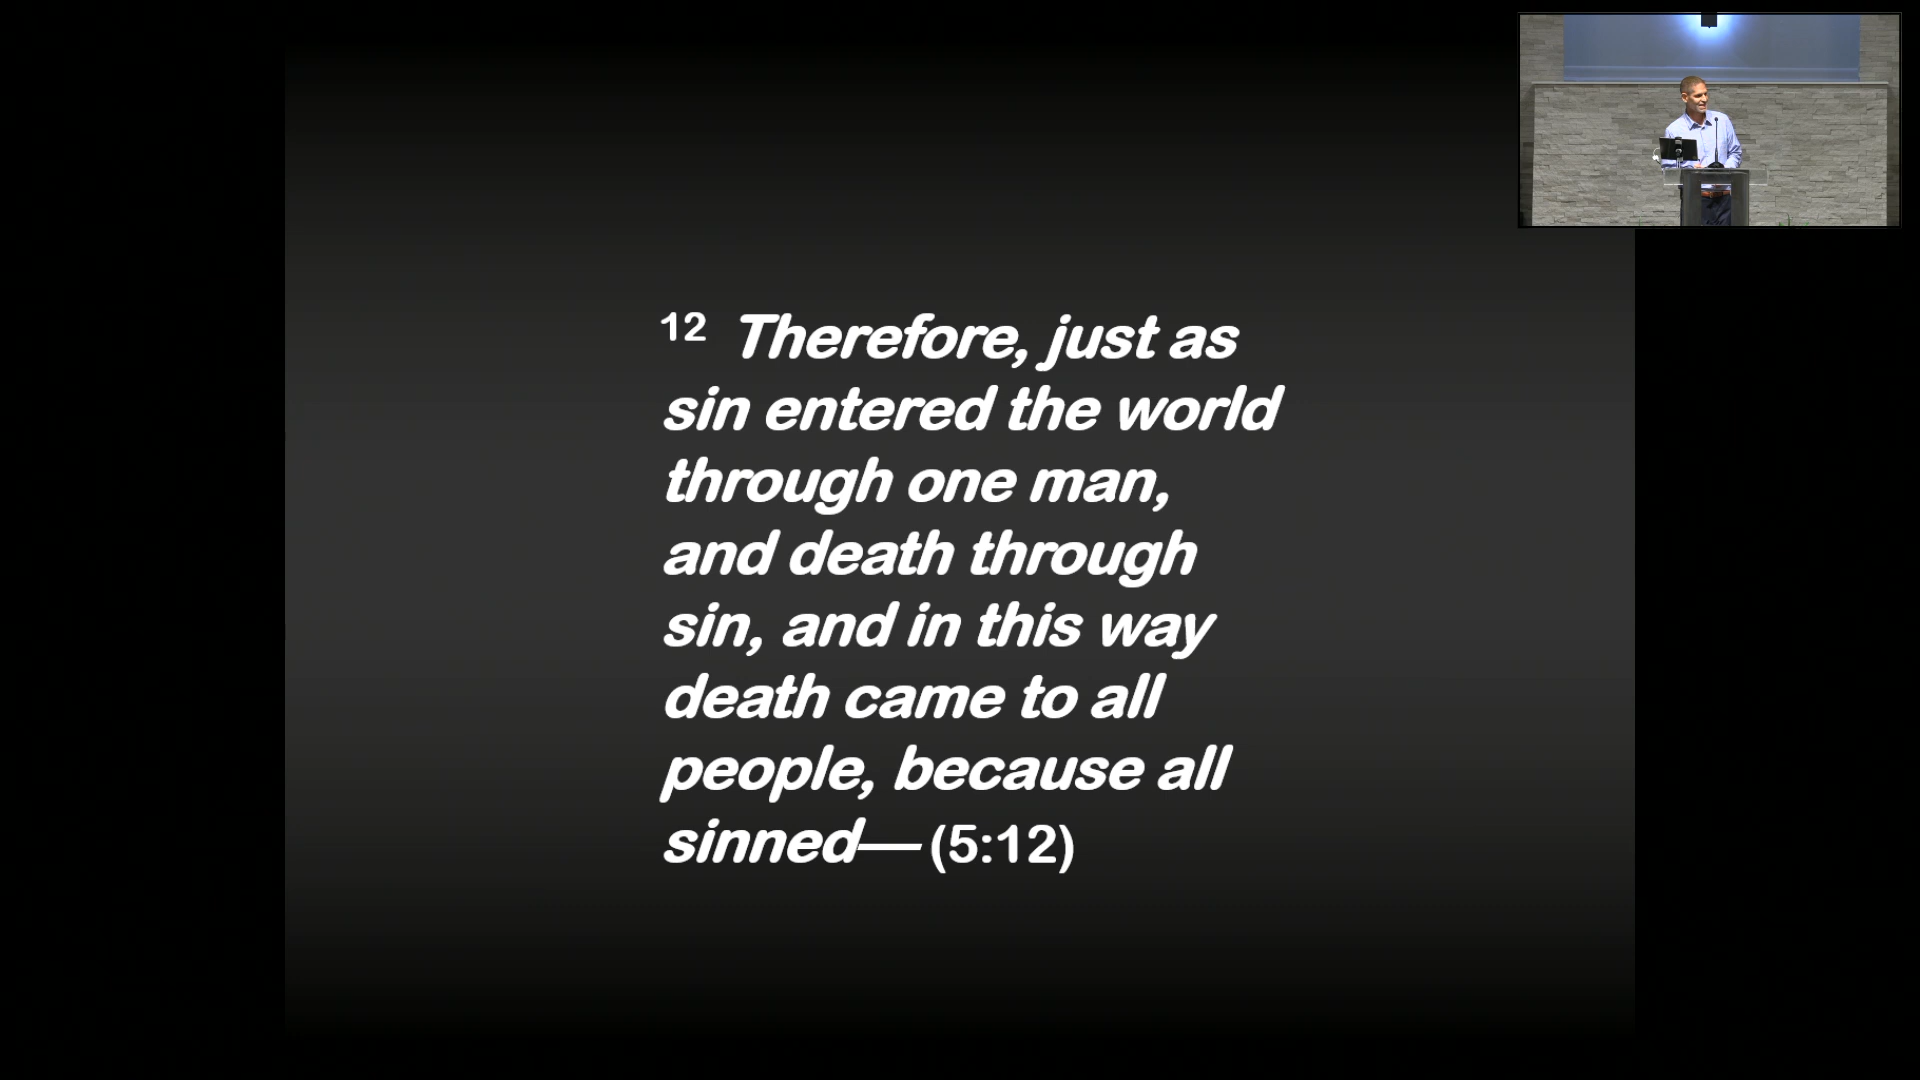 12 Therefore, just as
sin entered the world
through one man,
and death through
sin, and in this way
death came to all
people, because all
sinned— (5:12)